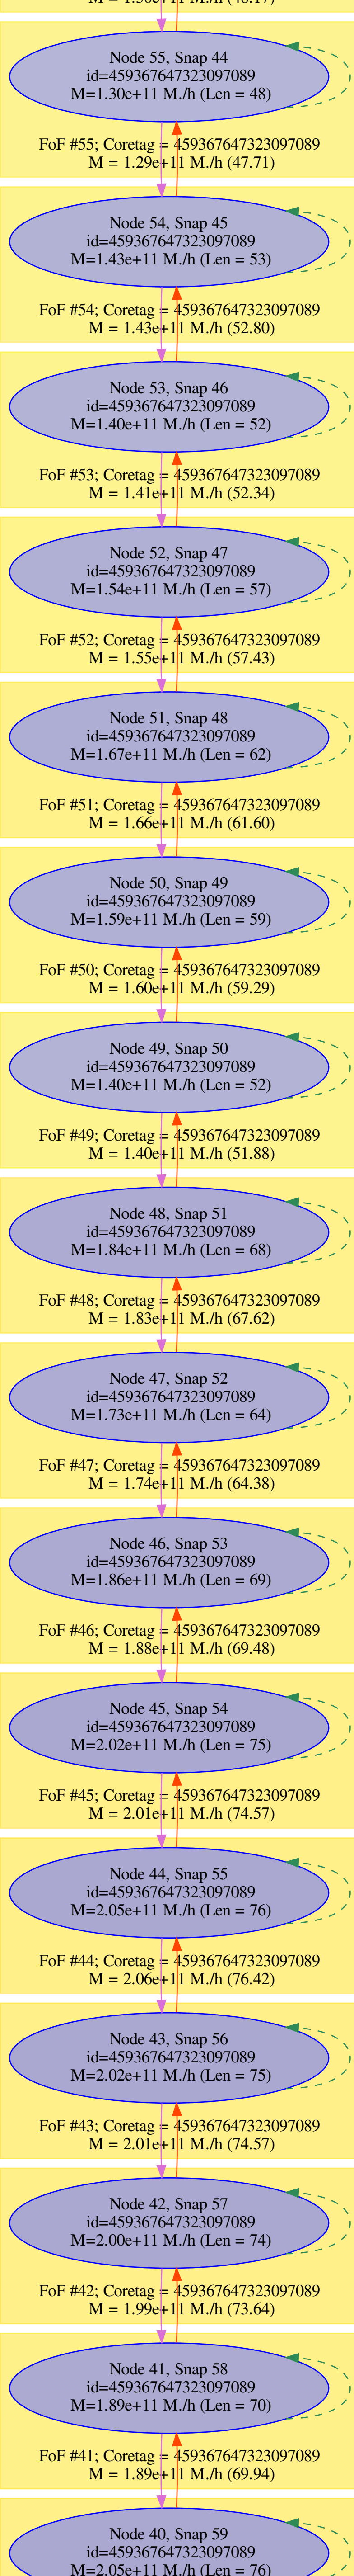 M = 1.30e+11 M./h (48.17)
Node 55, Snap 44
id=459367647323097089
M=1.30e+11 M./h (Len = 48)
FoF #55; Coretag = 459367647323097089
M = 1.29e+11 M./h (47.71)
Node 54, Snap 45
id=459367647323097089
M=1.43e+11 M./h (Len = 53)
FoF #54; Coretag = 459367647323097089
M = 1.43e+11 M./h (52.80)
Node 53, Snap 46
id=459367647323097089
M=1.40e+11 M./h (Len = 52)
FoF #53; Coretag = 459367647323097089
M = 1.41e+11 M./h (52.34)
Node 52, Snap 47
id=459367647323097089
M=1.54e+11 M./h (Len = 57)
FoF #52; Coretag = 459367647323097089
M = 1.55e+11 M./h (57.43)
Node 51, Snap 48
id=459367647323097089
M=1.67e+11 M./h (Len = 62)
FoF #51; Coretag = 459367647323097089
M = 1.66e+11 M./h (61.60)
Node 50, Snap 49
id=459367647323097089
M=1.59e+11 M./h (Len = 59)
FoF #50; Coretag = 459367647323097089
M = 1.60e+11 M./h (59.29)
Node 49, Snap 50
id=459367647323097089
M=1.40e+11 M./h (Len = 52)
FoF #49; Coretag = 459367647323097089
M = 1.40e+11 M./h (51.88)
Node 48, Snap 51
id=459367647323097089
M=1.84e+11 M./h (Len = 68)
FoF #48; Coretag = 459367647323097089
M = 1.83e+11 M./h (67.62)
Node 47, Snap 52
id=459367647323097089
M=1.73e+11 M./h (Len = 64)
FoF #47; Coretag = 459367647323097089
M = 1.74e+11 M./h (64.38)
Node 46, Snap 53
id=459367647323097089
M=1.86e+11 M./h (Len = 69)
FoF #46; Coretag = 459367647323097089
M = 1.88e+11 M./h (69.48)
Node 45, Snap 54
id=459367647323097089
M=2.02e+11 M./h (Len = 75)
FoF #45; Coretag = 459367647323097089
M = 2.01e+11 M./h (74.57)
Node 44, Snap 55
id=459367647323097089
M=2.05e+11 M./h (Len = 76)
FoF #44; Coretag = 459367647323097089
M = 2.06e+11 M./h (76.42)
Node 43, Snap 56
id=459367647323097089
M=2.02e+11 M./h (Len = 75)
FoF #43; Coretag = 459367647323097089
M = 2.01e+11 M./h (74.57)
Node 42, Snap 57
id=459367647323097089
M=2.00e+11 M./h (Len = 74)
FoF #42; Coretag = 459367647323097089
M = 1.99e+11 M./h (73.64)
Node 41, Snap 58
id=459367647323097089
M=1.89e+11 M./h (Len = 70)
FoF #41; Coretag = 459367647323097089
M = 1.89e+11 M./h (69.94)
Node 40, Snap 59
id=459367647323097089
M=2.05e+11 M./h (Len = 76)